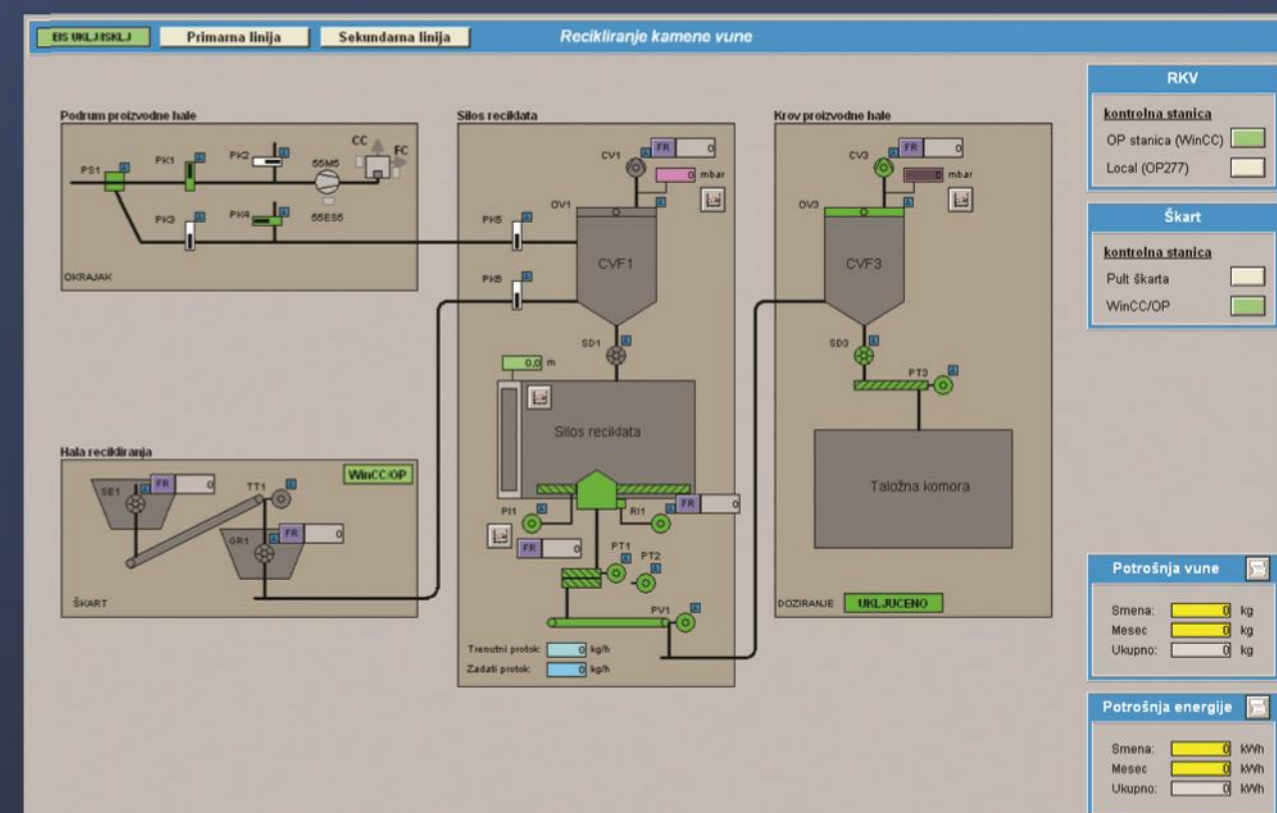 EIS UKLJ/ISKLJ
Primarna linija
Sekundarna linija
Recikliranje kamene vune
Podrum proizvodne hale
PS1
PK1
A
PK2
A
CC
FC
A
55M5
55ES5
PK3
A
PK4
A
OKRAJAK
Silos reciklata
CV1
A
FR
0
0 mbar
OV1
A
PK5
A
PK6
A
CVF1
SD1
A
0,0 m
Silos reciklata
PI1
A
RI1
A
FR
0
FR
0
PT1
A
PT2
A
PV1
A
Trenutni protok: 0 kg/h
Zadati protok: 0 kg/h
Krov proizvodne hale
CV3
A
FR
0
0 mbar
OV3
A
CVF3
SD3
A
PT3
A
Taložna komora
DOZIRANJE
UKLJUCENO
Hala recikliranja
WinCC/OP
SE1
A
FR
0
TT1
A
GR1
A
FR
0
ŠKART
RKV
kontrolna stanica
OP stanica (WinCC)
Local (OP277)
Škart
kontrolna stanica
Pult škarta
WinCC/OP
Potrošnja vune
Smena: 0 kg
Mesec 0 kg
Ukupno: 0 kg
Potrošnja energije
Smena: 0 kWh
Mesec 0 kWh
Ukupno: 0 kWh